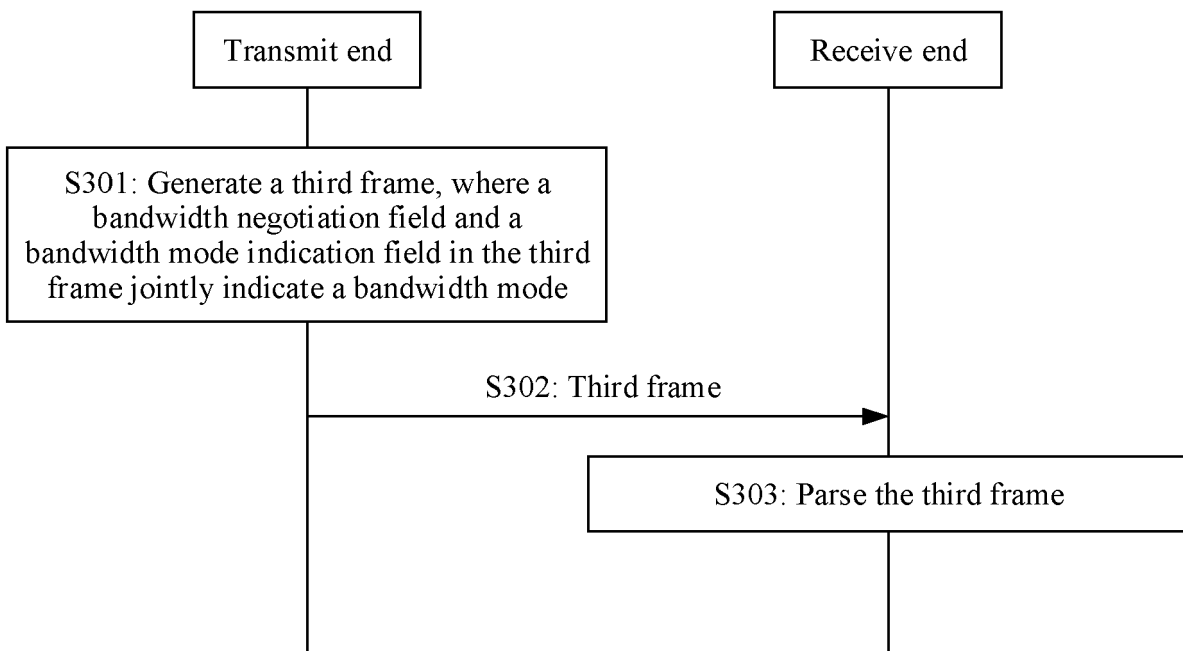 Transmit end
Receive end
S301: Generate a third frame, where a
bandwidth negotiation field and a
bandwidth mode indication field in the third
frame jointly indicate a bandwidth mode
S302: Third frame
S303: Parse the third frame